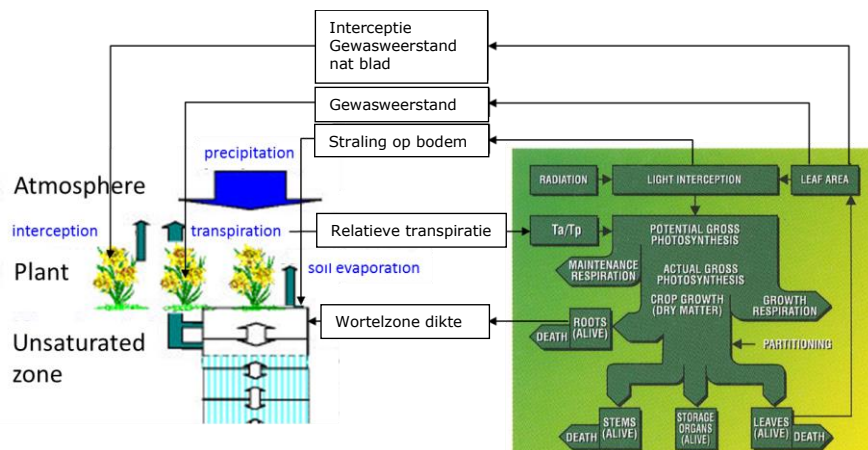 Interceptie
Gewasweerstand
nat blad
Gewasweerstand
Straling op bodem
precipitation
Atmosphere
interception
transpiration
Relatieve transpiratie
Plant
soil evaporation
Wortelzone dikte
Unsaturated
zone
RADIATION
LIGHT INTERCEPTION
LEAF AREA
Ta/Tp
POTENTIAL GROSS
PHOTOSYNTHESIS
MAINTENANCE
RESPIRATION
ACTUAL GROSS
PHOTOSYNTHESIS
CROP GROWTH
(DRY MATTER)
GROWTH
RESPIRATION
ROOTS
(ALIVE)
DEATH
PARTITIONING
STEMS
(ALIVE)
DEATH
STORAGE
ORGANS
(ALIVE)
LEAVES
(ALIVE)
DEATH